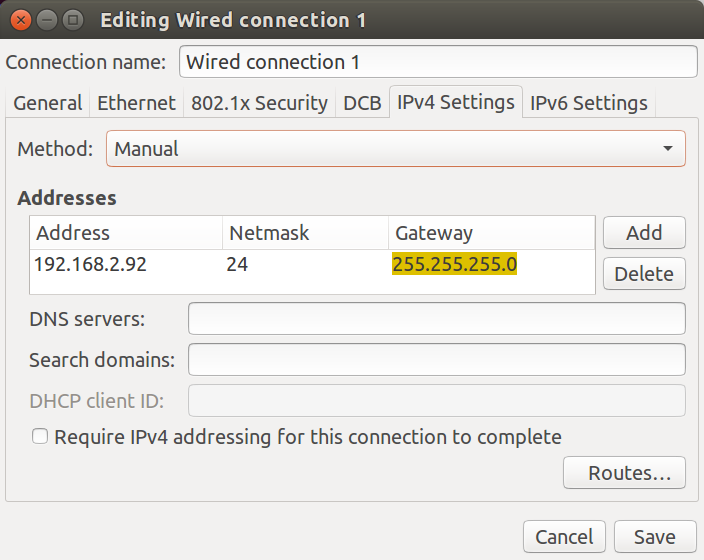 Editing Wired connection 1
Connection name: Wired connection 1
General Ethernet 802.1x Security DCB IPv4 Settings IPv6 Settings
Method: Manual
Addresses
Address Netmask Gateway
192.168.2.92 24 255.255.255.0
Add
Delete
DNS servers:
Search domains:
DHCP client ID:
Require IPv4 addressing for this connection to complete
Routes...
Cancel Save